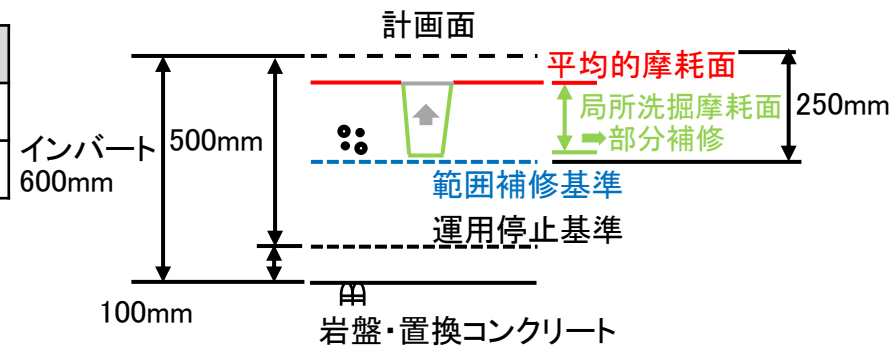 計画面
平均的摩耗面
局所洗掘摩耗面
➡部分補修
250mm
インバート
600mm
500mm
範囲補修基準
運用停止基準
100mm
岩盤・置換コンクリート